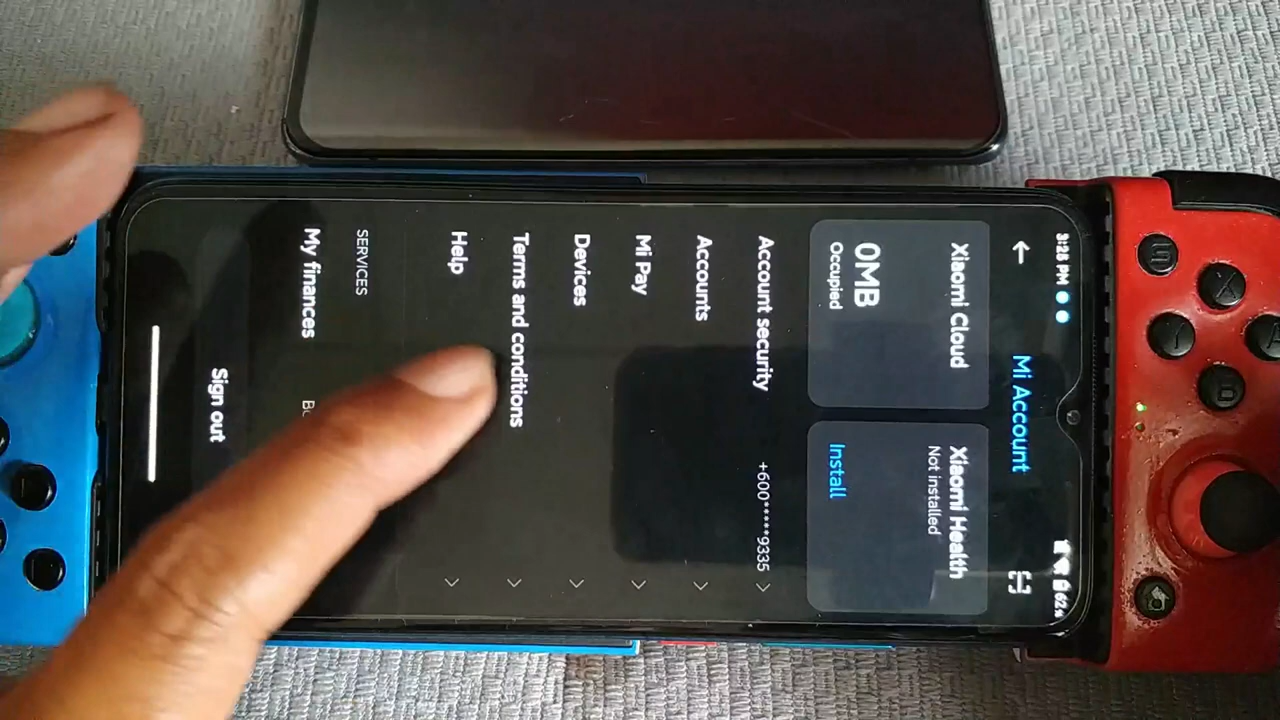 3:28 PM
62%
Mi Account
Xiaomi Cloud
0MB
Occupied
Xiaomi Health
Not installed
Install
Account security
+600*****9335
Accounts
Mi Pay
Devices
Terms and conditions
Help
SERVICES
My finances
Sign out
X